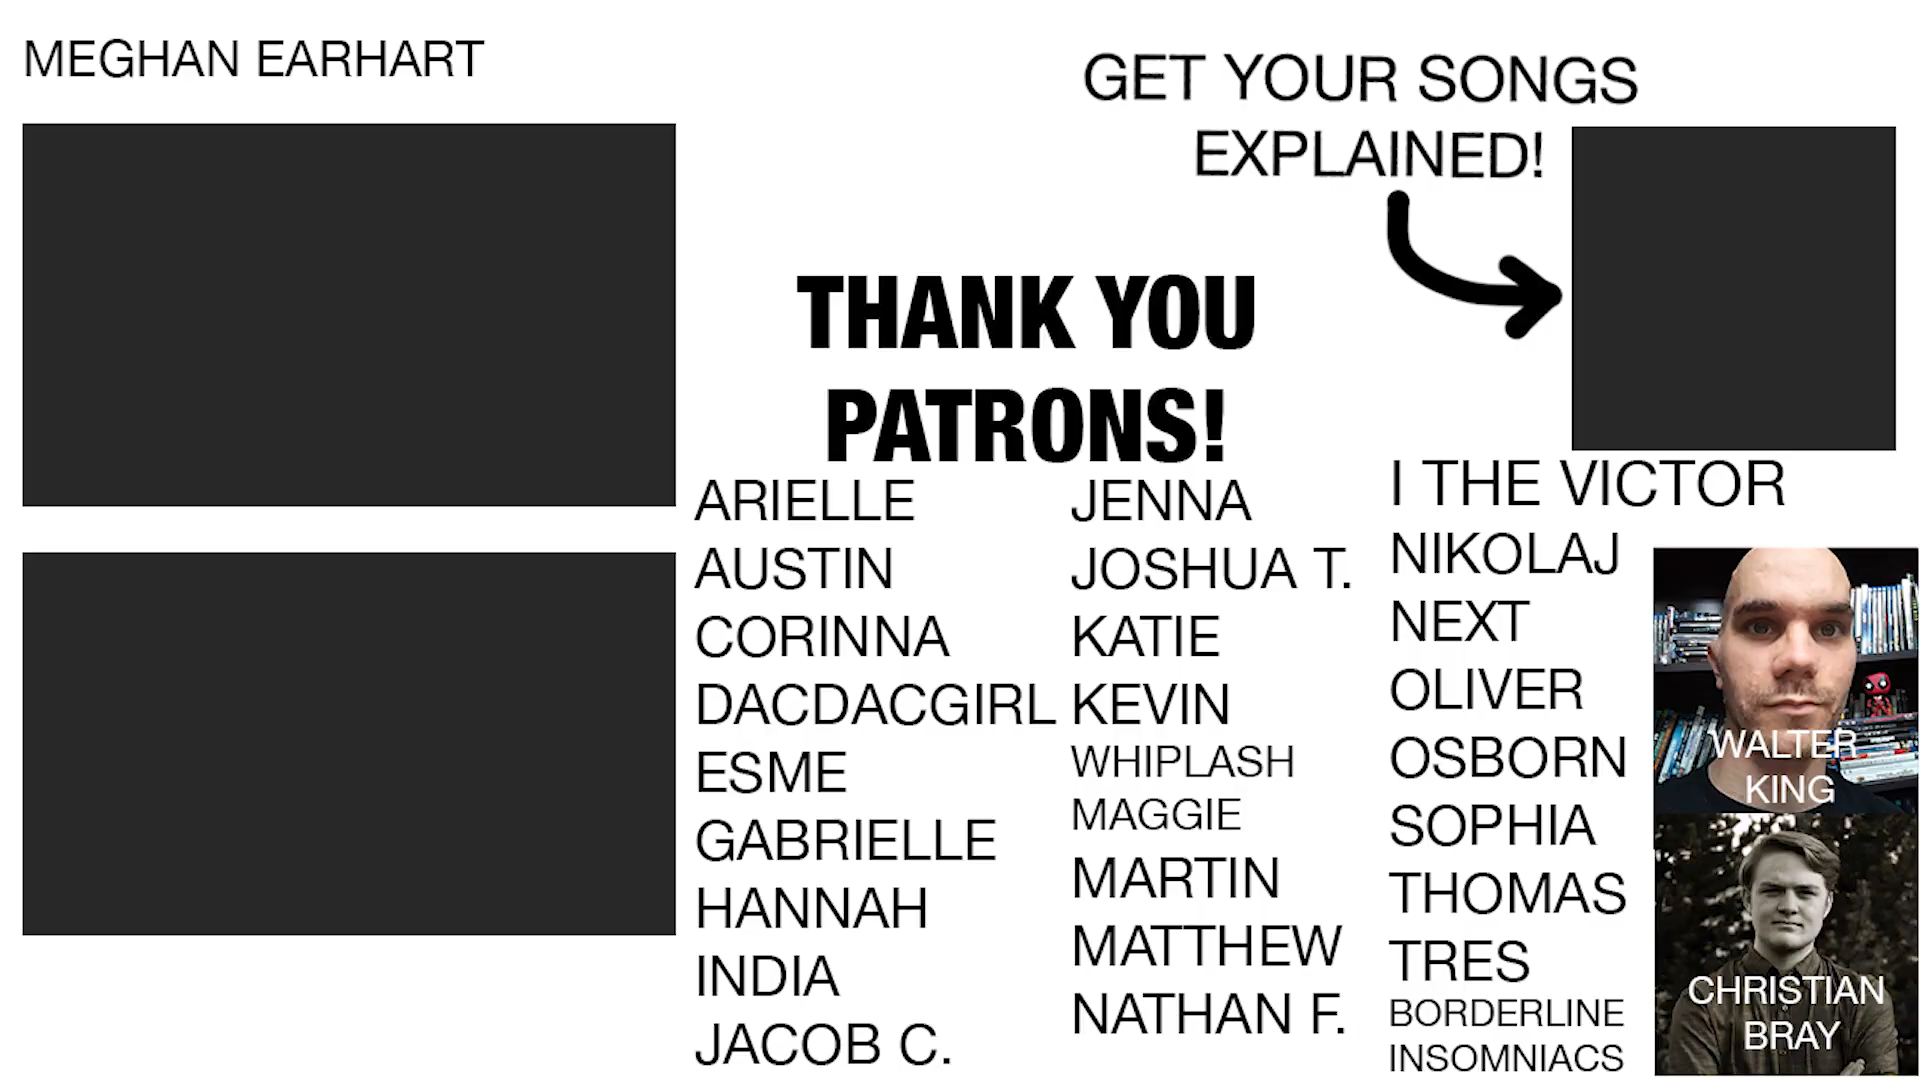 MEGHAN EARHART
GET YOUR SONGS
EXPLAINED!
THANK YOU
PATRONS!
ARIELLE
AUSTIN
CORINNA
DACDACGIRL
ESME
GABRIELLE
HANNAH
INDIA
JACOB C.
JENNA
JOSHUA T.
KATIE
KEVIN
WHIPLASH
MAGGIE
MARTIN
MATTHEW
NATHAN F.
I THE VICTOR
NIKOLAJ
NEXT
OLIVER
OSBORN
SOPHIA
THOMAS
TRES
BORDERLINE
INSOMNIACS
WALTER
KING
CHRISTIAN
BRAY